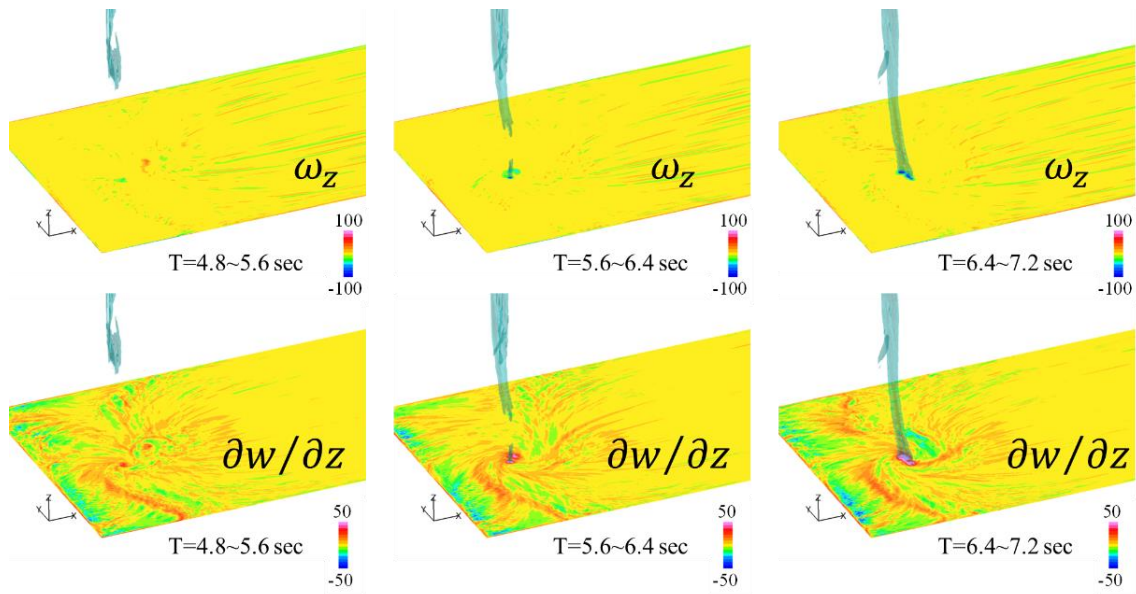 ω_z
Z
Y X
100
-100
T=4.8~5.6 sec
ω_z
Z
Y X
100
-100
T=5.6~6.4 sec
ω_z
Z
Y X
100
-100
T=6.4~7.2 sec
∂w/∂z
Z
Y X
50
-50
T=4.8~5.6 sec
∂w/∂z
Z
Y X
50
-50
T=5.6~6.4 sec
∂w/∂z
Z
Y X
50
-50
T=6.4~7.2 sec